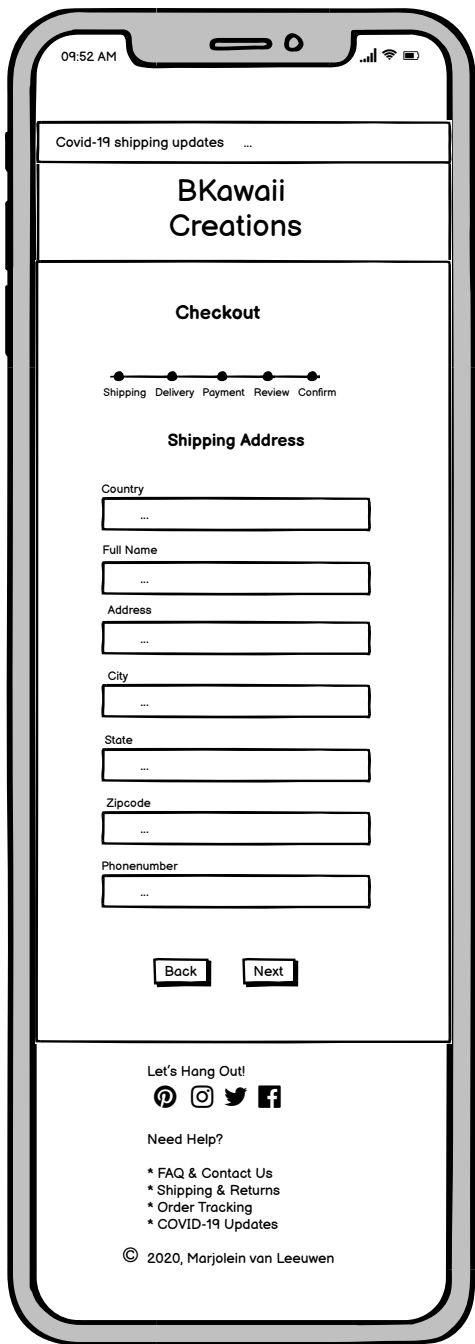 09:52 AM
Covid-19 shipping updates ...
BKawaii
Creations
Checkout
Shipping Delivery Payment Review Confirm
Shipping Address
Country
...
Full Name
...
Address
...
City
...
State
...
Zipcode
...
Phonenumber
...
Back Next
Let's Hang Out!
Need Help?
* FAQ & Contact Us
* Shipping & Returns
* Order Tracking
* COVID-19 Updates
© 2020, Marjolein van Leeuwen